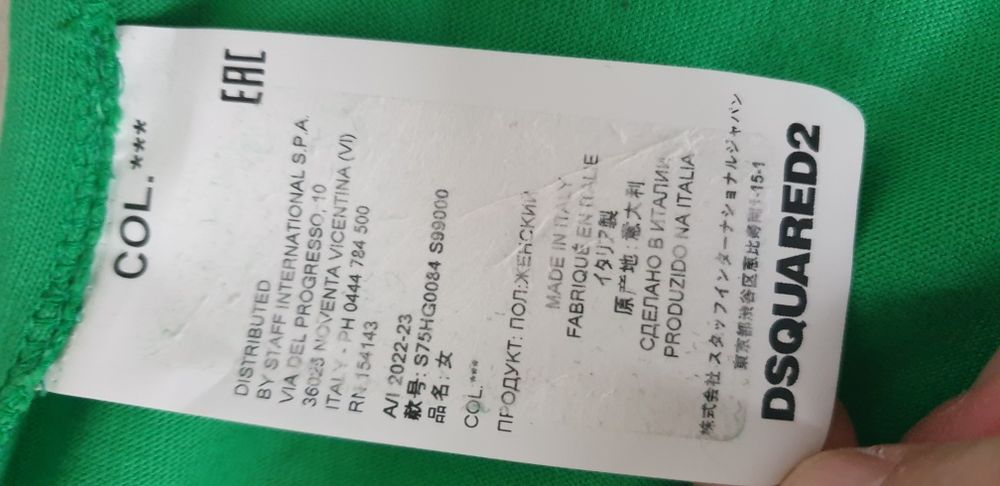 COL.***
EAC
DISTRIBUTED
BY STAFF INTERNATIONAL S.P.A.
VIA DEL PROGRESSO, 10
36025 NOVENTA VICENTINA (VI)
ITALY - PH 0444 784 500
RN 154143
A/I 2022-23
款号: S75HG0084 S99000
品名: 女
COL.***
ПРОДУКТ: ПОЛ:ЖЕНСКИЙ
MADE IN ITALY
FABRIQUÉ EN ITALIE
イタリア製
原产地: 意大利
СДЕЛАНО В ИТАЛИИ
PRODUZIDO NA ITALIA
株式会社 スタッフインターナショナルジャパン
東京都渋谷区恵比寿南1-15-1
DSQUARED2